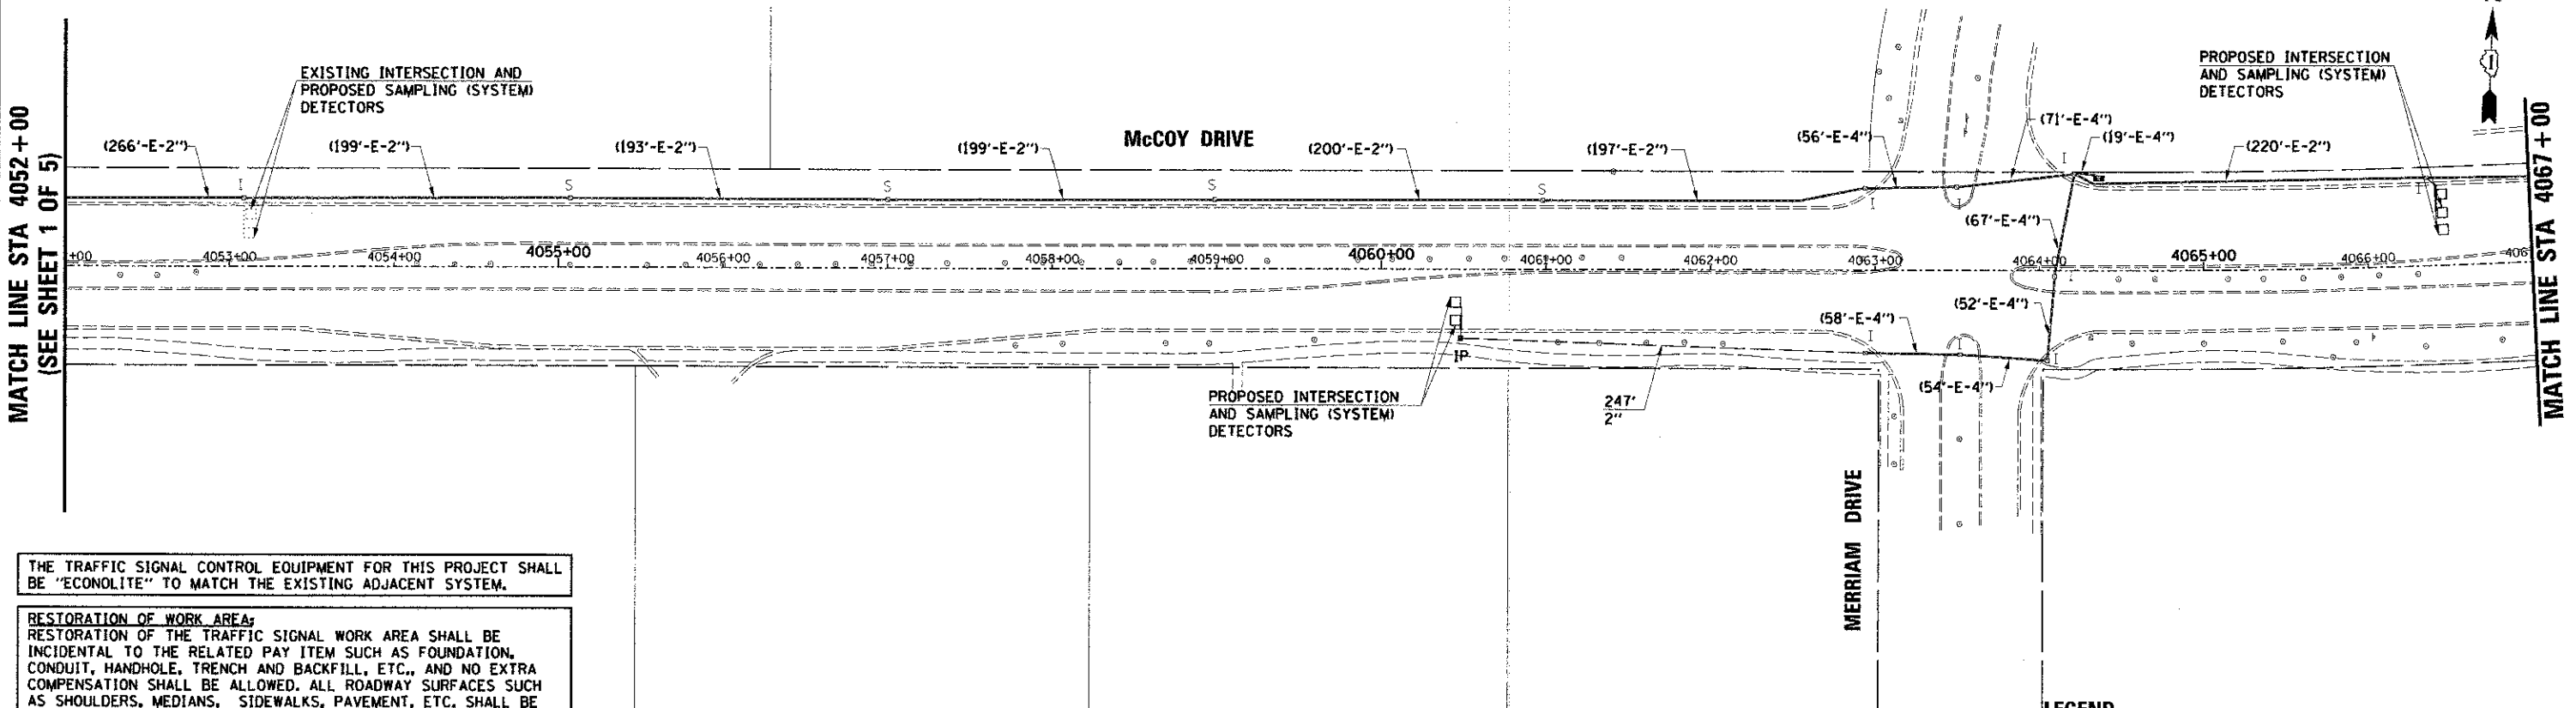 MATCH LINE STA 4052+00
(SEE SHEET 1 OF 5)
EXISTING INTERSECTION AND
PROPOSED SAMPLING (SYSTEM)
DETECTORS
(266'-E-2")
(199'-E-2")
(193'-E-2")
(199'-E-2")
McCOY DRIVE
(200'-E-2")
(197'-E-2")
(56'-E-4")
(71'-E-4")
(19'-E-4")
(220'-E-2")
PROPOSED INTERSECTION
AND SAMPLING (SYSTEM)
DETECTORS
MATCH LINE STA 4067+00
I
S
S
S
S
I
I
I
I
I
(67'-E-4")
+00
4053+00
4054+00
4055+00
4056+00
4057+00
4058+00
4059+00
4060+00
4061+00
4062+00
4063+00
4064+00
4065+00
4066+00
406
I
(52'-E-4")
(58'-E-4")
I
I
I
(54'-E-4")
IP
PROPOSED INTERSECTION
AND SAMPLING (SYSTEM)
DETECTORS
247'
2"
MERRIAM DRIVE
THE TRAFFIC SIGNAL CONTROL EQUIPMENT FOR THIS PROJECT SHALL
BE "ECONOLITE" TO MATCH THE EXISTING ADJACENT SYSTEM.
RESTORATION OF WORK AREA:
RESTORATION OF THE TRAFFIC SIGNAL WORK AREA SHALL BE
INCIDENTAL TO THE RELATED PAY ITEM SUCH AS FOUNDATION,
CONDUIT, HANDHOLE, TRENCH AND BACKFILL, ETC., AND NO EXTRA
COMPENSATION SHALL BE ALLOWED. ALL ROADWAY SURFACES SUCH
AS SHOULDERS, MEDIANS, SIDEWALKS, PAVEMENT, ETC. SHALL BE
LEGEND